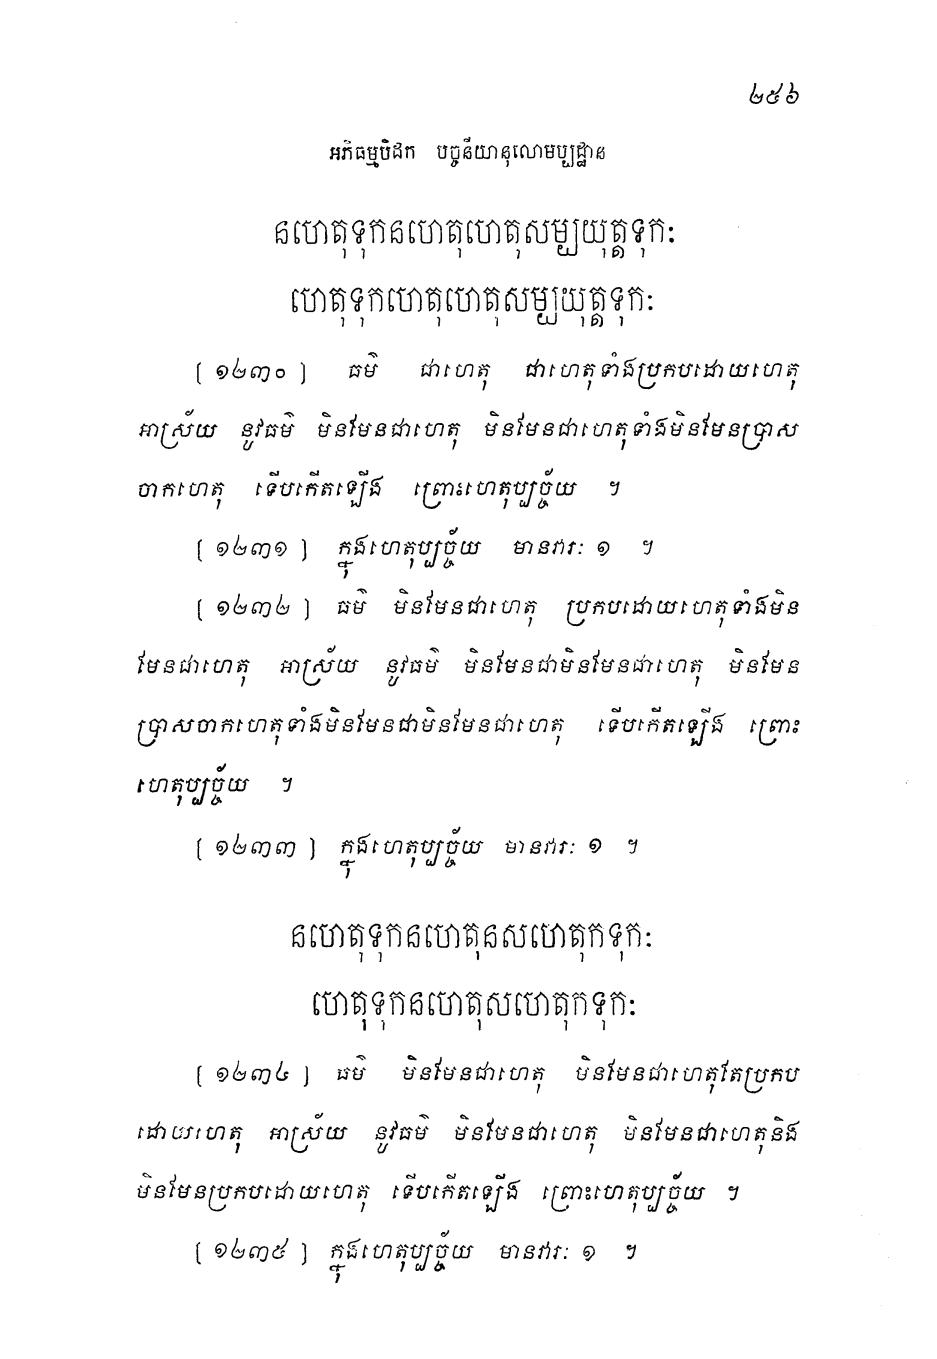 ២៥៦
អភិធម្មបិដក បច្ចនីយានុលោមប្បដ្ឋាន
នហេតុទុកនហេតុហេតុសម្បយុត្តទុកៈ
ហេតុទុកហេតុហេតុសម្បយុត្តទុកៈ
[ ១២៣០ ] ធម៌ ជាហេតុ ជាហេតុទាំងប្រកបដោយហេតុ
អាស្រ័យ នូវធម៌ មិនមែនជាហេតុ មិនមែនជាហេតុទាំងមិនមែនប្រាស
ចាកហេតុ ទើបកើតឡើង ព្រោះហេតុប្បច្ច័យ ។
[ ១២៣១ ] ក្នុងហេតុប្បច្ច័យ មានវារៈ ១ ។
[ ១២៣២ ] ធម៌ មិនមែនជាហេតុ ប្រកបដោយហេតុទាំងមិន
មែនជាហេតុ អាស្រ័យ នូវធម៌ មិនមែនជាមិនមែនជាហេតុ មិនមែន
ប្រាសចាកហេតុទាំងមិនមែនជាមិនមែនជាហេតុ ទើបកើតឡើង ព្រោះ
ហេតុប្បច្ច័យ ។
[ ១២៣៣ ] ក្នុងហេតុប្បច្ច័យ មានវារៈ ១ ។
នហេតុទុកនហេតុនសហេតុកទុកៈ
ហេតុទុកនហេតុសហេតុកទុកៈ
[ ១២៣៤ ] ធម៌ មិនមែនជាហេតុ មិនមែនជាហេតុតែប្រកប
ដោយហេតុ អាស្រ័យ នូវធម៌ មិនមែនជាហេតុ មិនមែនជាហេតុនិង
មិនមែនប្រកបដោយហេតុ ទើបកើតឡើង ព្រោះហេតុប្បច្ច័យ ។
[ ១២៣៥ ] ក្នុងហេតុប្បច្ច័យ មានវារៈ ១ ។